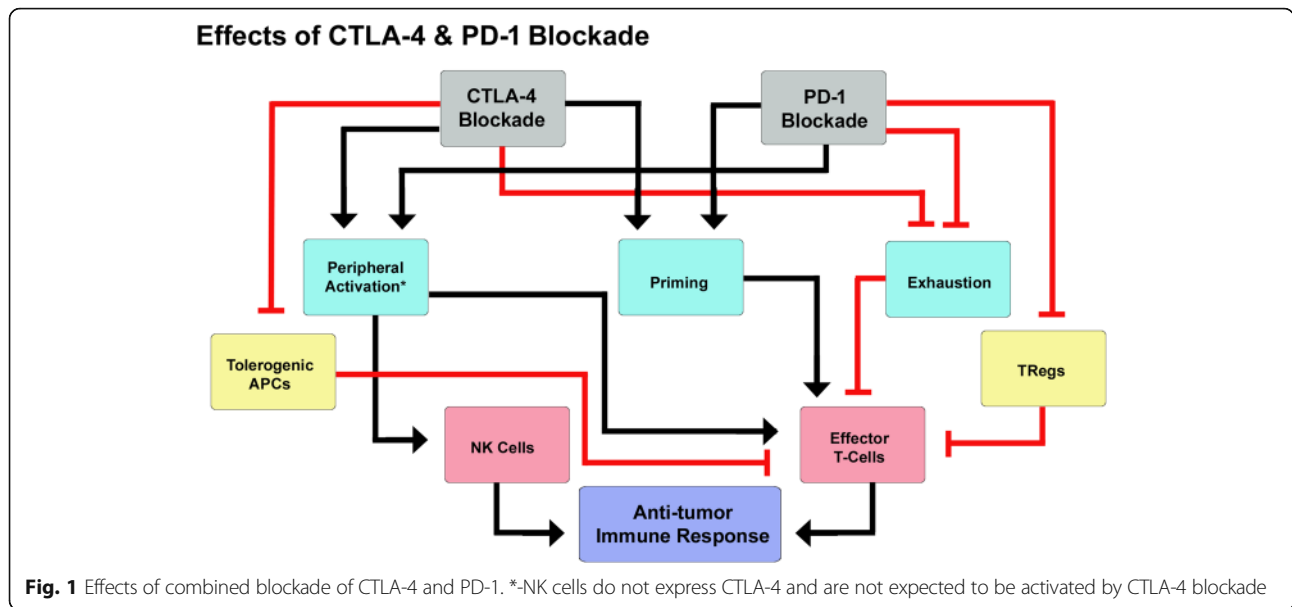 Effects of CTLA-4 & PD-1 Blockade
CTLA-4
Blockade
PD-1
Blockade
Peripheral
Activation*
Priming
Exhaustion
Tolerogenic
APCs
TRegs
NK Cells
Effector
T-Cells
Anti-tumor
Immune Response
Fig. 1 Effects of combined blockade of CTLA-4 and PD-1. *-NK cells do not express CTLA-4 and are not expected to be activated by CTLA-4 blockade